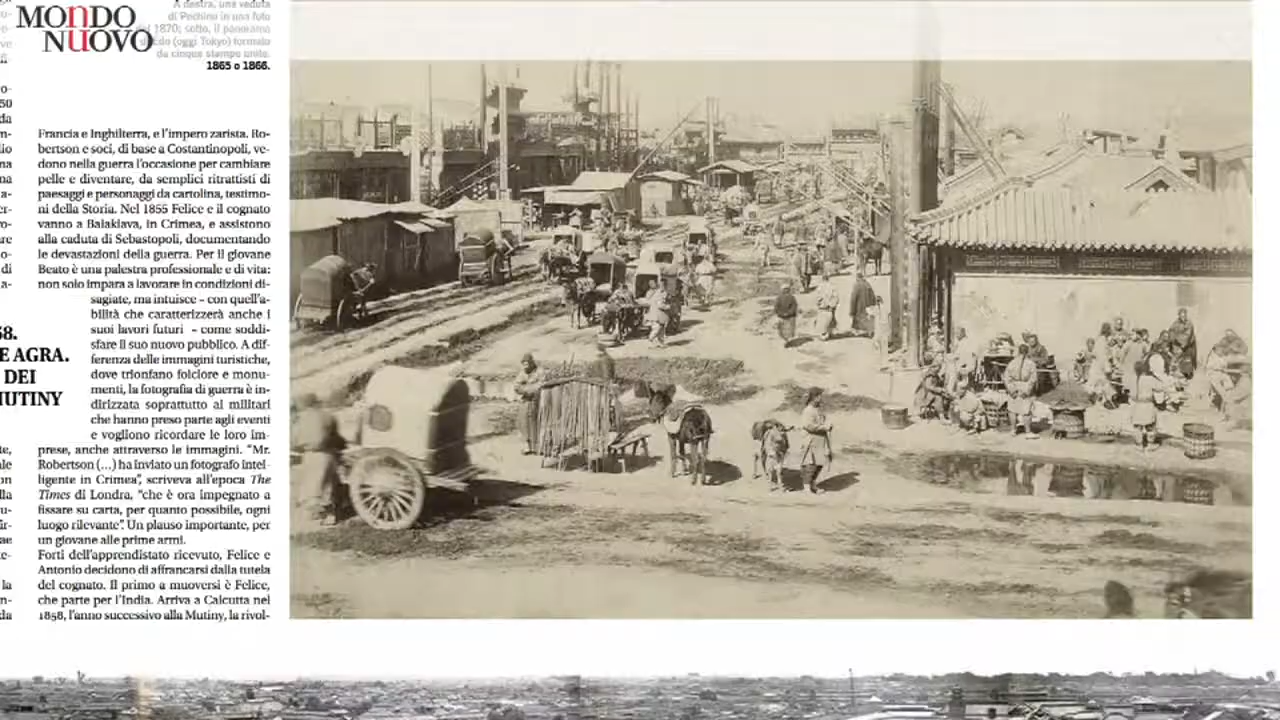 MONDO
NUOVO
A destra, una veduta
di Pechino in una foto
del 1870; sotto, il panorama
di Edo (oggi Tokyo) formato
da cinque stampe unite.
1865 o 1866.
Francia e Inghilterra, e l'impero zarista. Ro-
bertson e soci, di base a Costantinopoli, ve-
dono nella guerra l'occasione per cambiare
pelle e diventare, da semplici ritrattisti di
paesaggi e personaggi da cartolina, testimo-
ni della Storia. Nel 1855 Felice e il cognato
vanno a Balaklava, in Crimea, e assistono
alla caduta di Sebastopoli, documentando
le devastazioni della guerra. Per il giovane
Beato è una palestra professionale e di vita:
non solo impara a lavorare in condizioni di-
sagiate, ma intuisce – con quell'a-
bilità che caratterizzerà anche i
suoi lavori futuri – come soddi-
sfare il suo nuovo pubblico. A dif-
ferenza delle immagini turistiche,
dove trionfano folclore e monu-
menti, la fotografia di guerra è in-
dirizzata soprattutto ai militari
che hanno preso parte agli eventi
e vogliono ricordare le loro im-
prese, anche attraverso le immagini. "Mr.
Robertson (...) ha inviato un fotografo intel-
ligente in Crimea", scriveva all'epoca The
Times di Londra, "che è ora impegnato a
fissare su carta, per quanto possibile, ogni
luogo rilevante". Un plauso importante, per
un giovane alle prime armi.
Forti dell'apprendistato ricevuto, Felice e
Antonio decidono di affrancarsi dalla tutela
del cognato. Il primo a muoversi è Felice,
che parte per l'India. Arriva a Calcutta nel
1858, l'anno successivo alla Mutiny, la rivol-
E AGRA.
DEI